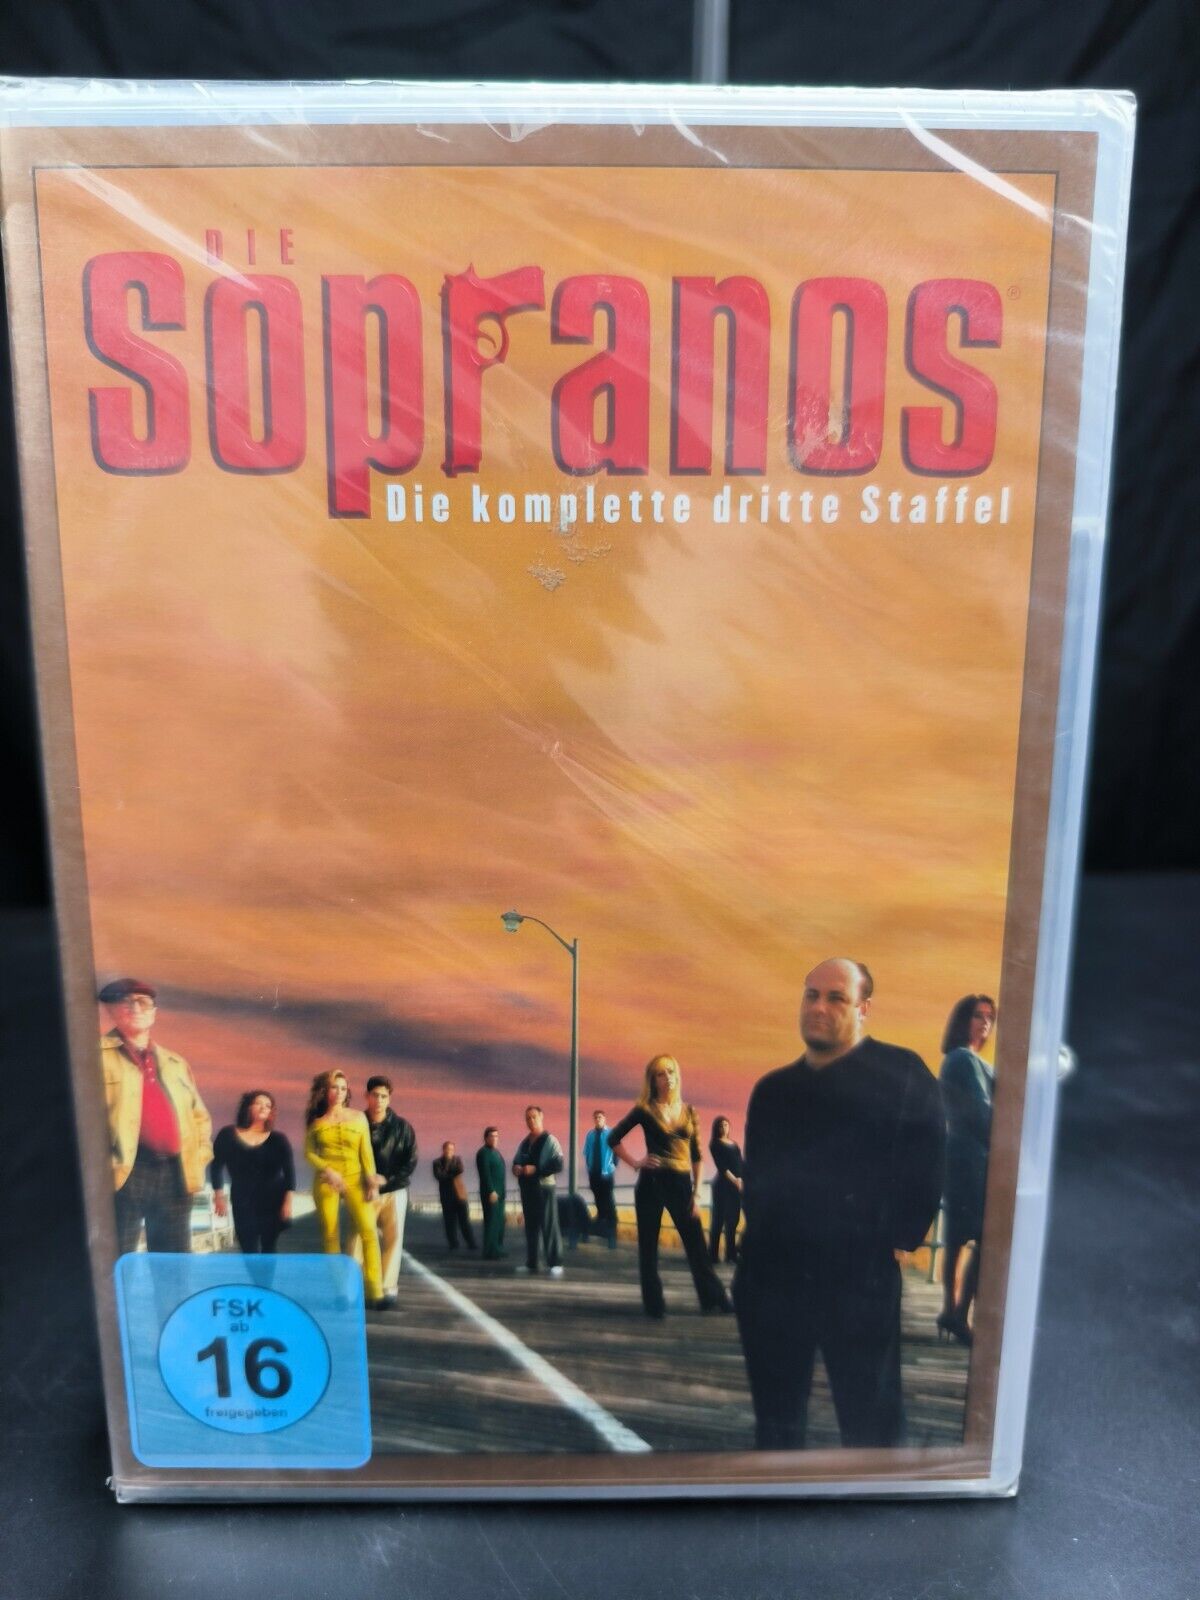 DIE
Sopranos®
Die komplette dritte Staffel
FSK
ab
16
freigegeben